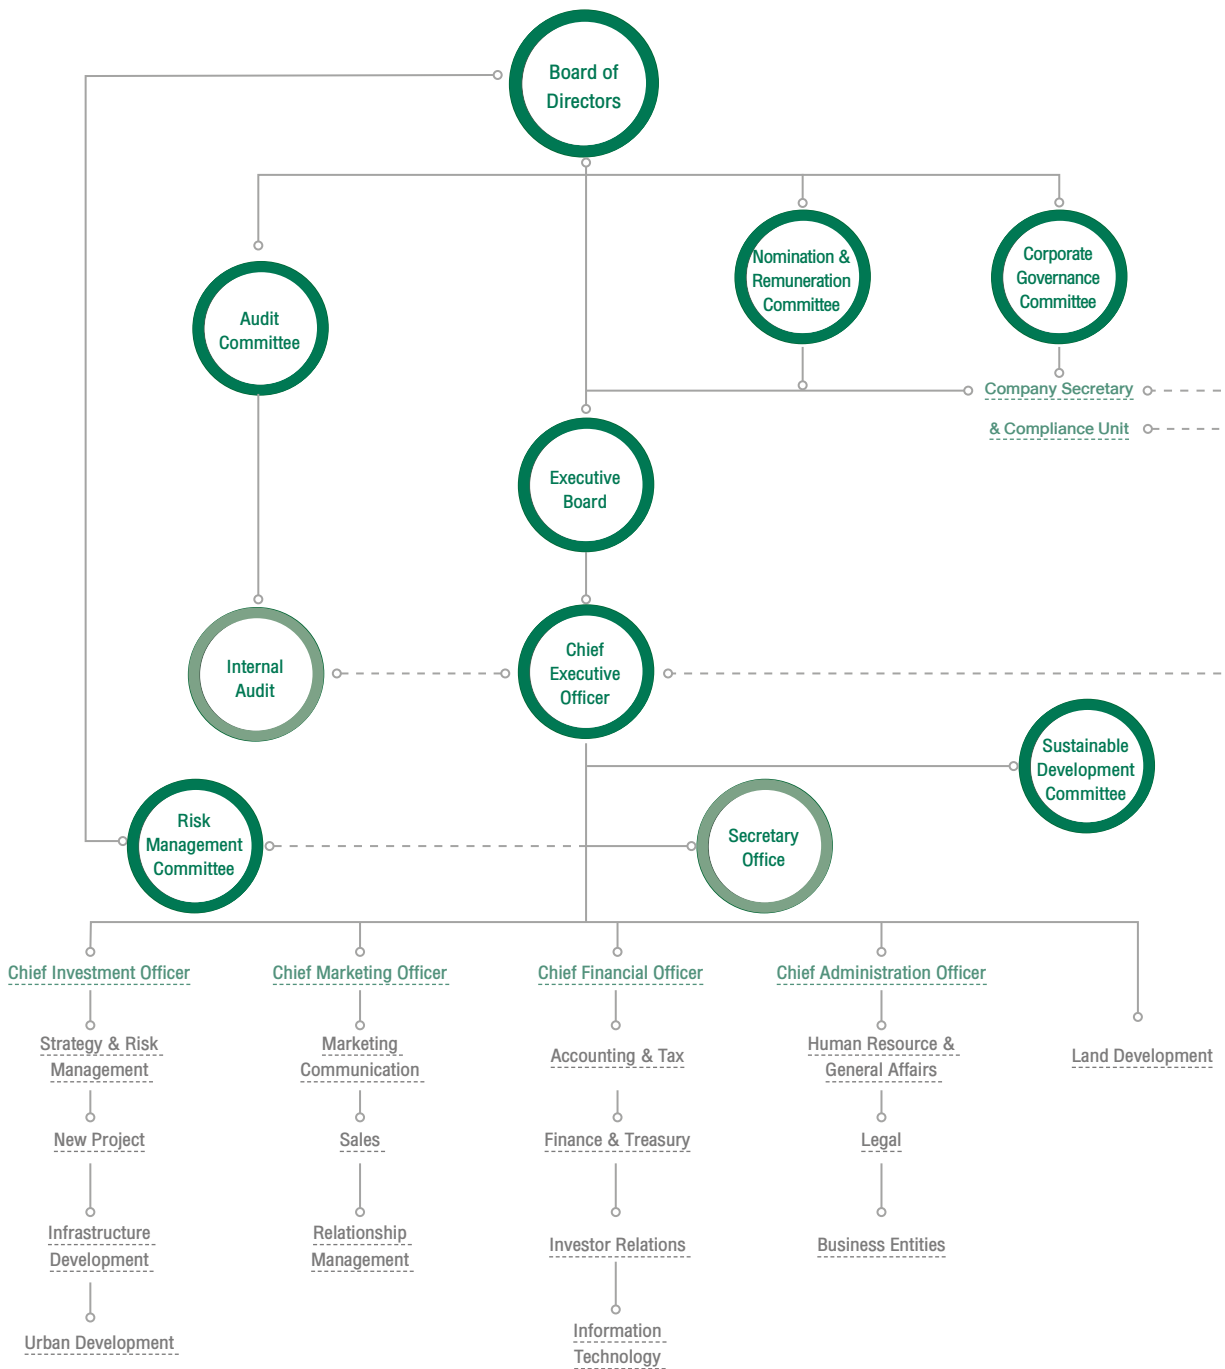 Board of
Directors
Nomination &
Remuneration
Committee
Corporate
Governance
Committee
Audit
Committee
Company Secretary
& Compliance Unit
Executive
Board
Internal
Audit
Chief
Executive
Officer
Sustainable
Development
Committee
Risk
Management
Committee
Secretary
Office
Chief Investment Officer
Chief Marketing Officer
Chief Financial Officer
Chief Administration Officer
Strategy & Risk
Management
Marketing
Communication
Accounting & Tax
Human Resource &
General Affairs
Land Development
New Project
Sales
Finance & Treasury
Legal
Infrastructure
Development
Relationship
Management
Investor Relations
Business Entities
Urban Development
Information
Technology